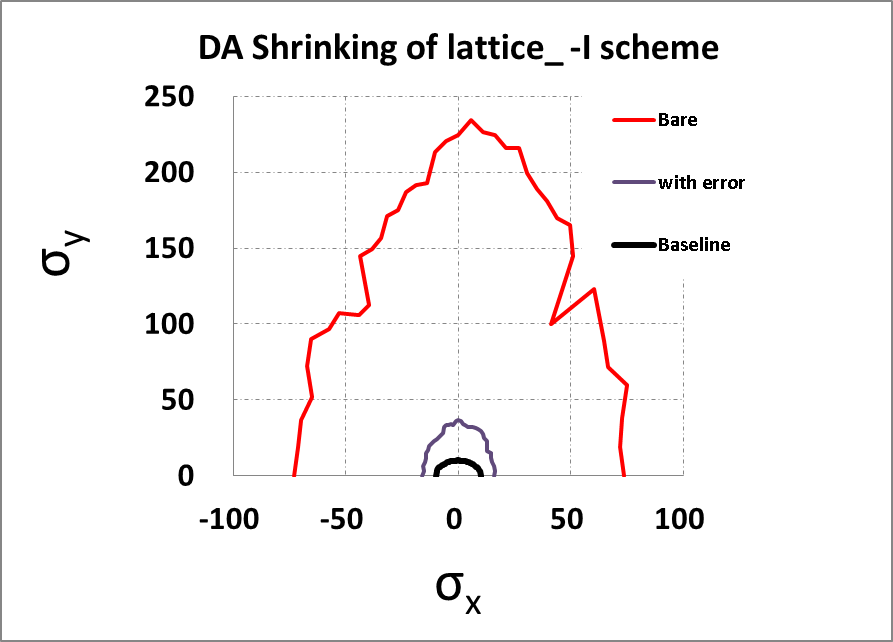 DA Shrinking of lattice_ -I scheme
250
200
150
100
50
0
-100 -50 0 50 100
σy
σx
Bare
with error
Baseline